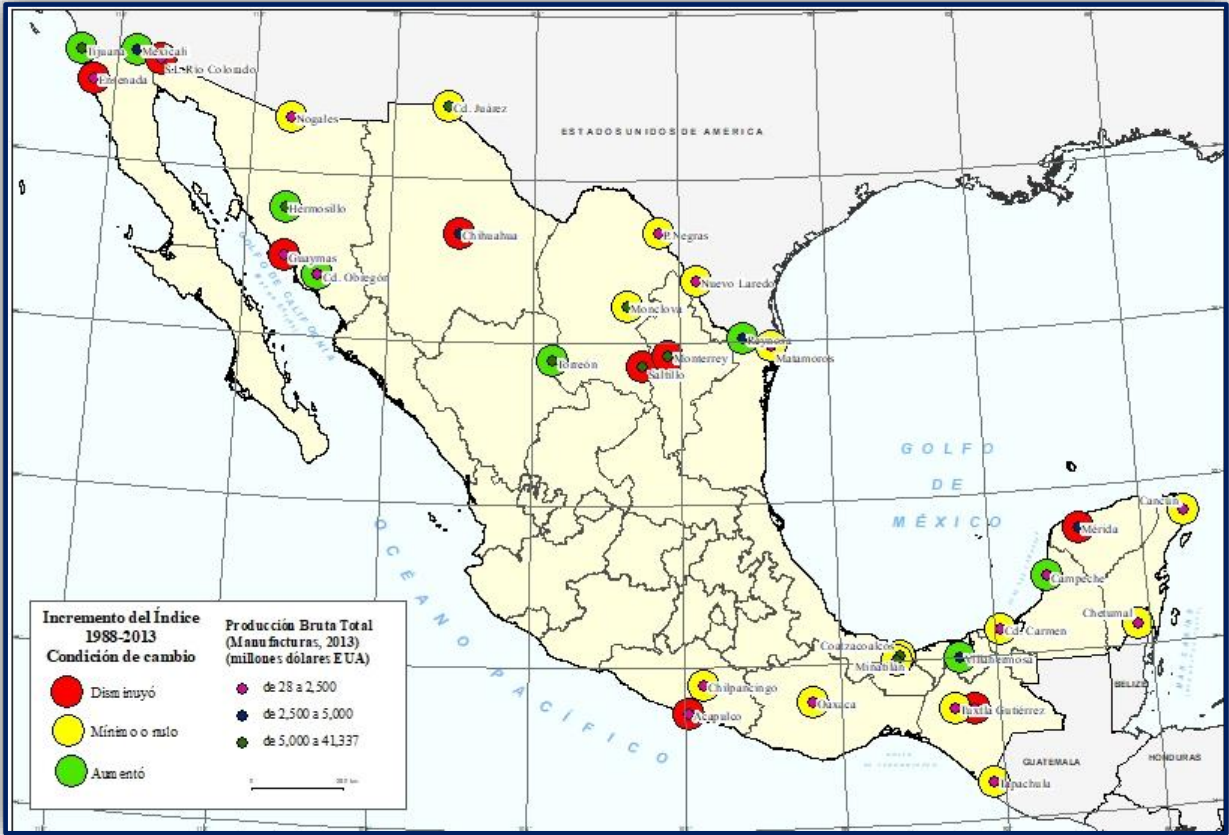 Tijuana
Mexicali
S.L. Río Colorado
Ensenada
Nogales
Cd. Juárez
ESTADOS UNIDOS DE AMÉRICA
Hermosillo
Chihuahua
P. Negras
Guaymas
Cd. Obregón
GOLFO DE CALIFORNIA
Nuevo Laredo
Monclova
Reynosa
Matamoros
Torreón
Monterrey
Saltillo
GOLFO
DE
MÉXICO
Cancún
Mérida
Campeche
Chetumal
Cd. Carmen
Coatzacoalcos
Minatitlán
Villahermosa
Chilpancingo
Oaxaca
Tuxtla Gutiérrez
Acapulco
Tapachula
OCÉANO PACÍFICO
BELIZE
GUATEMALA
HONDURAS
Incremento del Índice
1988-2013
Condición de cambio
Disminuyó
Mínimo o nulo
Aumentó
Producción Bruta Total
(Manufacturas, 2013)
(millones dólares EUA)
de 28 a 2,500
de 2,500 a 5,000
de 5,000 a 41,337
0